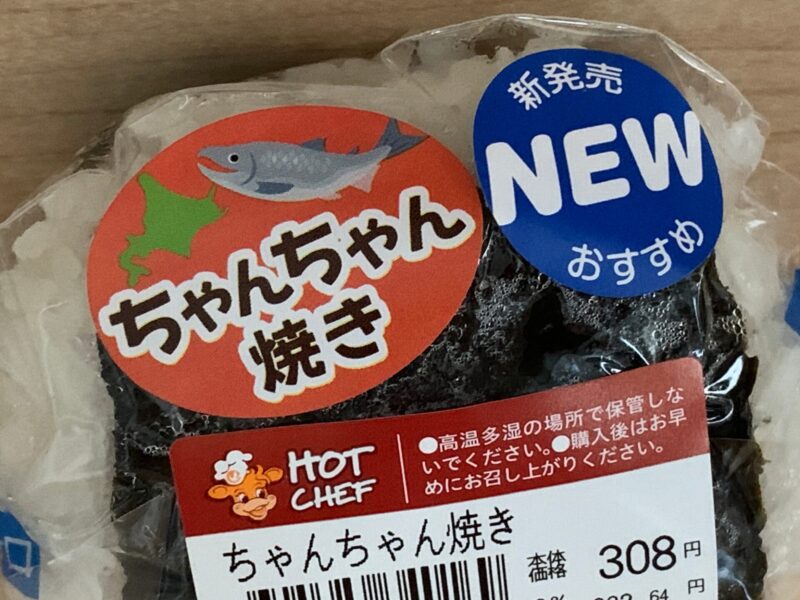 ちゃんちゃん
焼き
新発売
NEW
おすすめ
HOT
CHEF
●高温多湿の場所で保管しな
いでください。●購入後はお早
めにお召し上がりください。
ちゃんちゃん焼き
本体
価格
308円
64
円